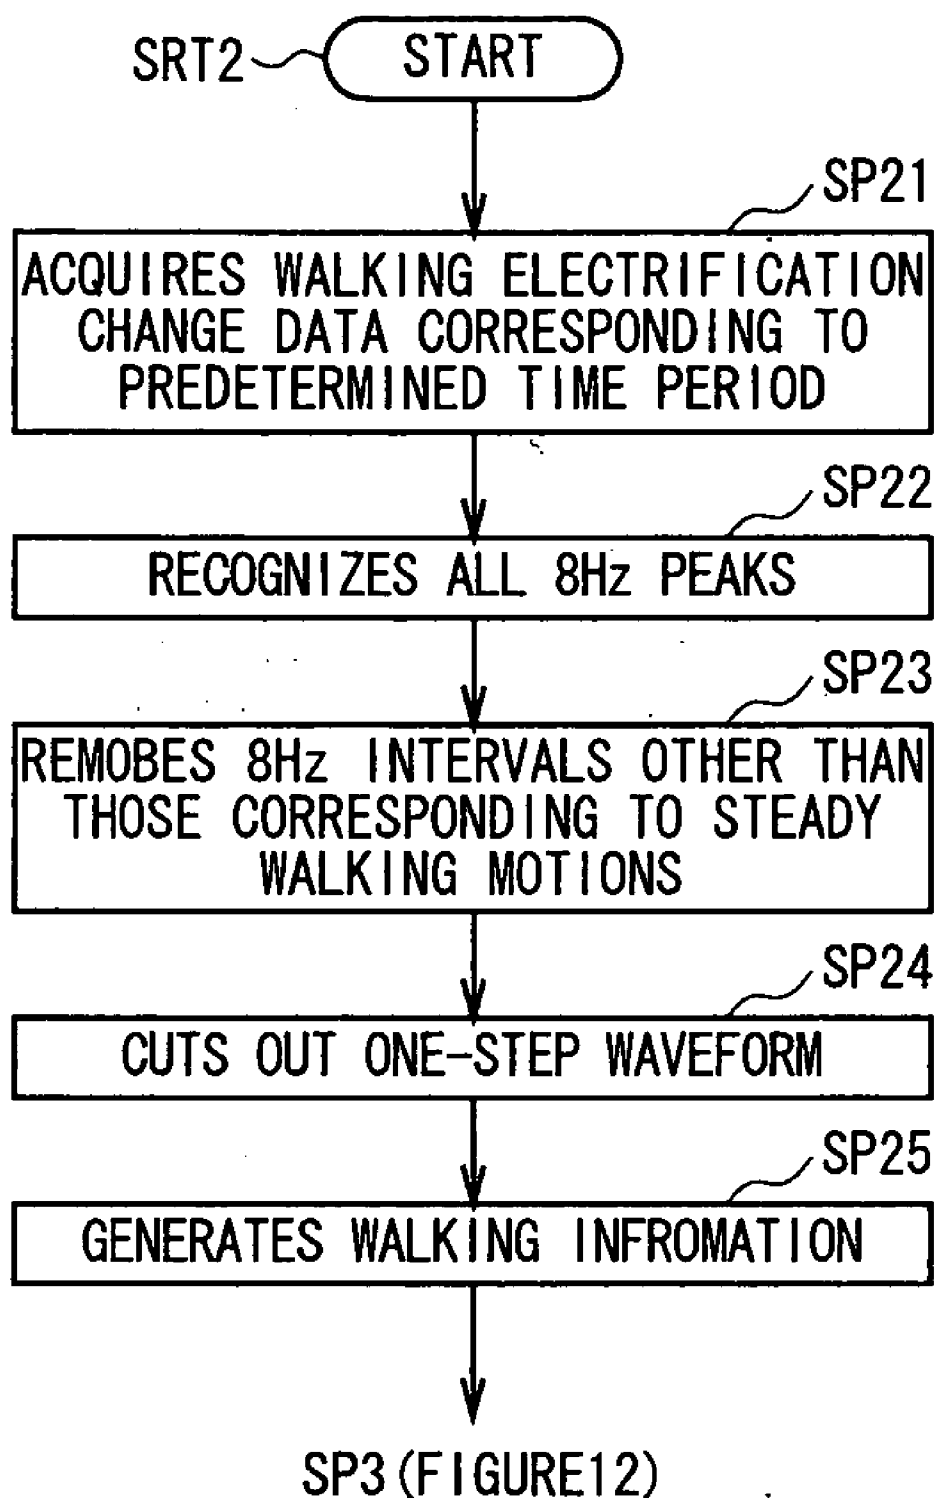 SRT2
START
SP21
ACQUIRES WALKING ELECTRIFICATION
CHANGE DATA CORRESPONDING TO
PREDETERMINED TIME PERIOD
SP22
RECOGNIZES ALL 8Hz PEAKS
SP23
REMOBES 8Hz INTERVALS OTHER THAN
THOSE CORRESPONDING TO STEADY
WALKING MOTIONS
SP24
CUTS OUT ONE-STEP WAVEFORM
SP25
GENERATES WALKING INFROMATION
SP3(FIGURE12)